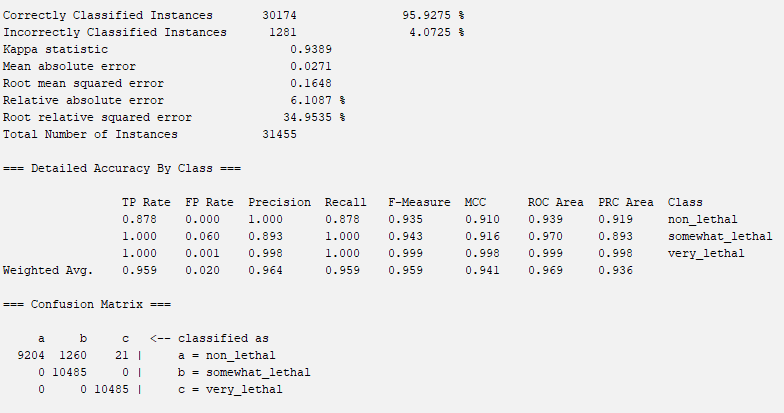 Correctly Classified Instances 30174 95.9275 %
Incorrectly Classified Instances 1281 4.0725 %
Kappa statistic 0.9389
Mean absolute error 0.0271
Root mean squared error 0.1648
Relative absolute error 6.1087 %
Root relative squared error 34.9535 %
Total Number of Instances 31455
=== Detailed Accuracy By Class ===
TP Rate FP Rate Precision Recall F-Measure MCC ROC Area PRC Area Class
0.878 0.000 1.000 0.878 0.935 0.910 0.939 0.919 non_lethal
1.000 0.060 0.893 1.000 0.943 0.916 0.970 0.893 somewhat_lethal
1.000 0.001 0.998 1.000 0.999 0.998 0.999 0.998 very_lethal
Weighted Avg. 0.959 0.020 0.964 0.959 0.959 0.941 0.969 0.936
=== Confusion Matrix ===
a b c <-- classified as
9204 1260 21 | a = non_lethal
0 10485 0 | b = somewhat_lethal
0 0 10485 | c = very_lethal